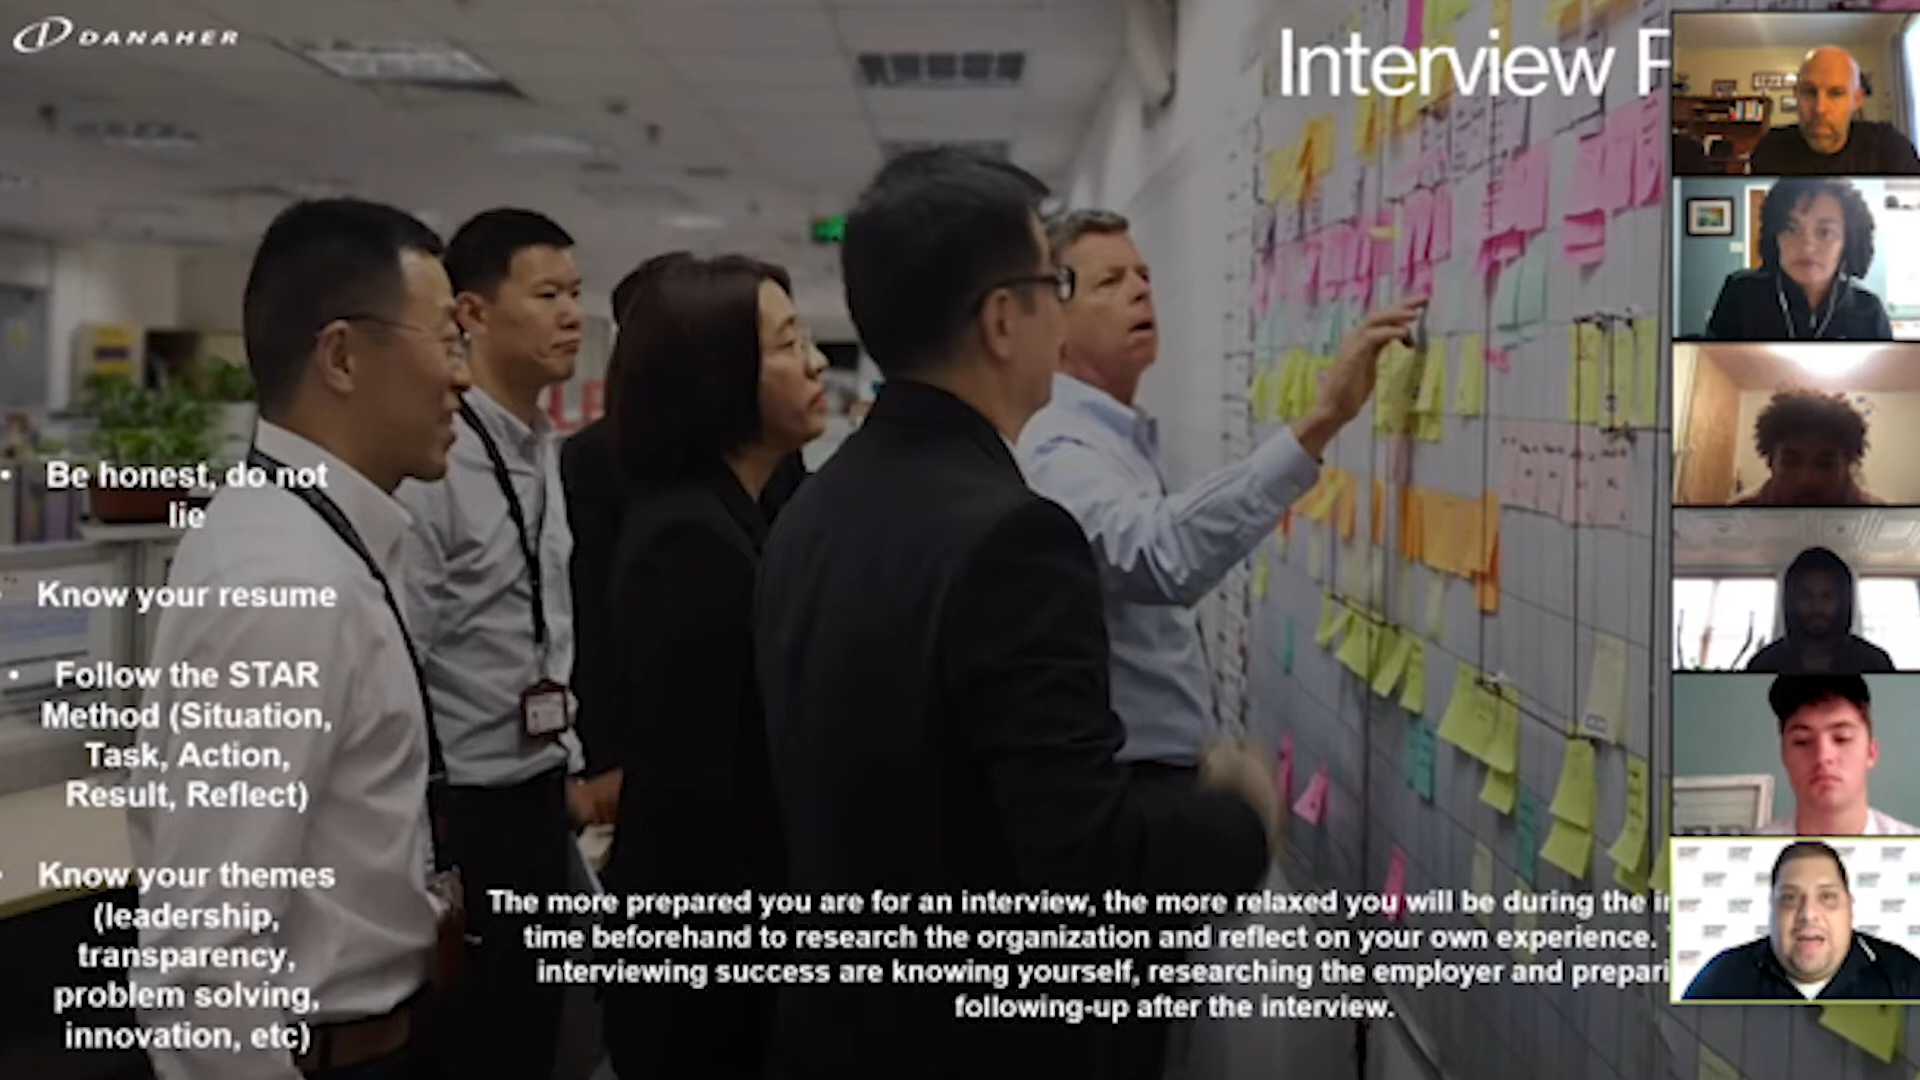 DANAHER
Interview
• Be honest, do not
lie
• Know your resume
• Follow the STAR
Method (Situation,
Task, Action,
Result, Reflect)
• Know your themes
(leadership,
transparency,
problem solving,
innovation, etc)
The more prepared you are for an interview, the more relaxed you will be during the
time beforehand to research the organization and reflect on your own experience.
interviewing success are knowing yourself, researching the employer and
following-up after the interview.